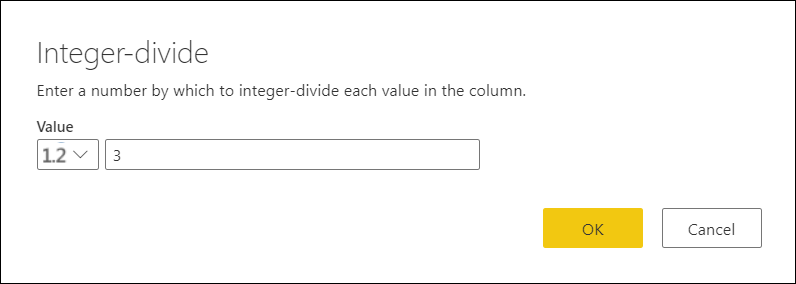 Integer-divide
Enter a number by which to integer-divide each value in the column.
Value
1.2 3
OK Cancel